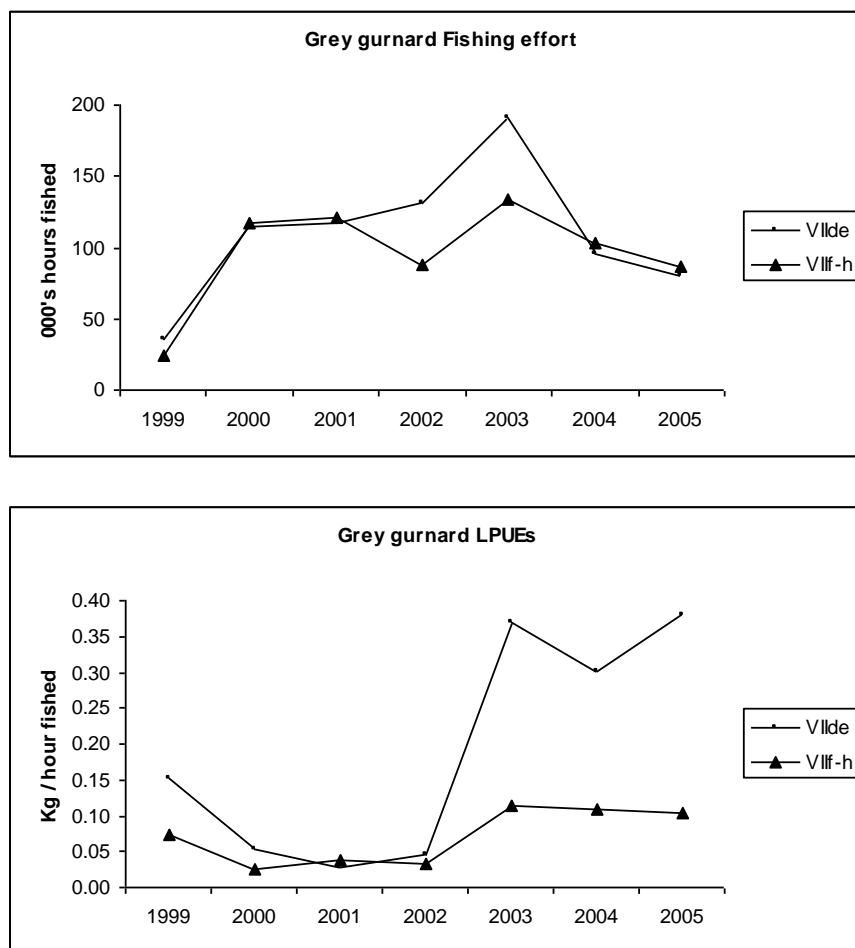 Grey gurnard Fishing effort
000's hours fished
200
150
100
50
0
1999 2000 2001 2002 2003 2004 2005
VIIde
VIIf-h
Grey gurnard LPUEs
Kg / hour fished
0.40
0.35
0.30
0.25
0.20
0.15
0.10
0.05
0.00
1999 2000 2001 2002 2003 2004 2005
VIIde
VIIf-h